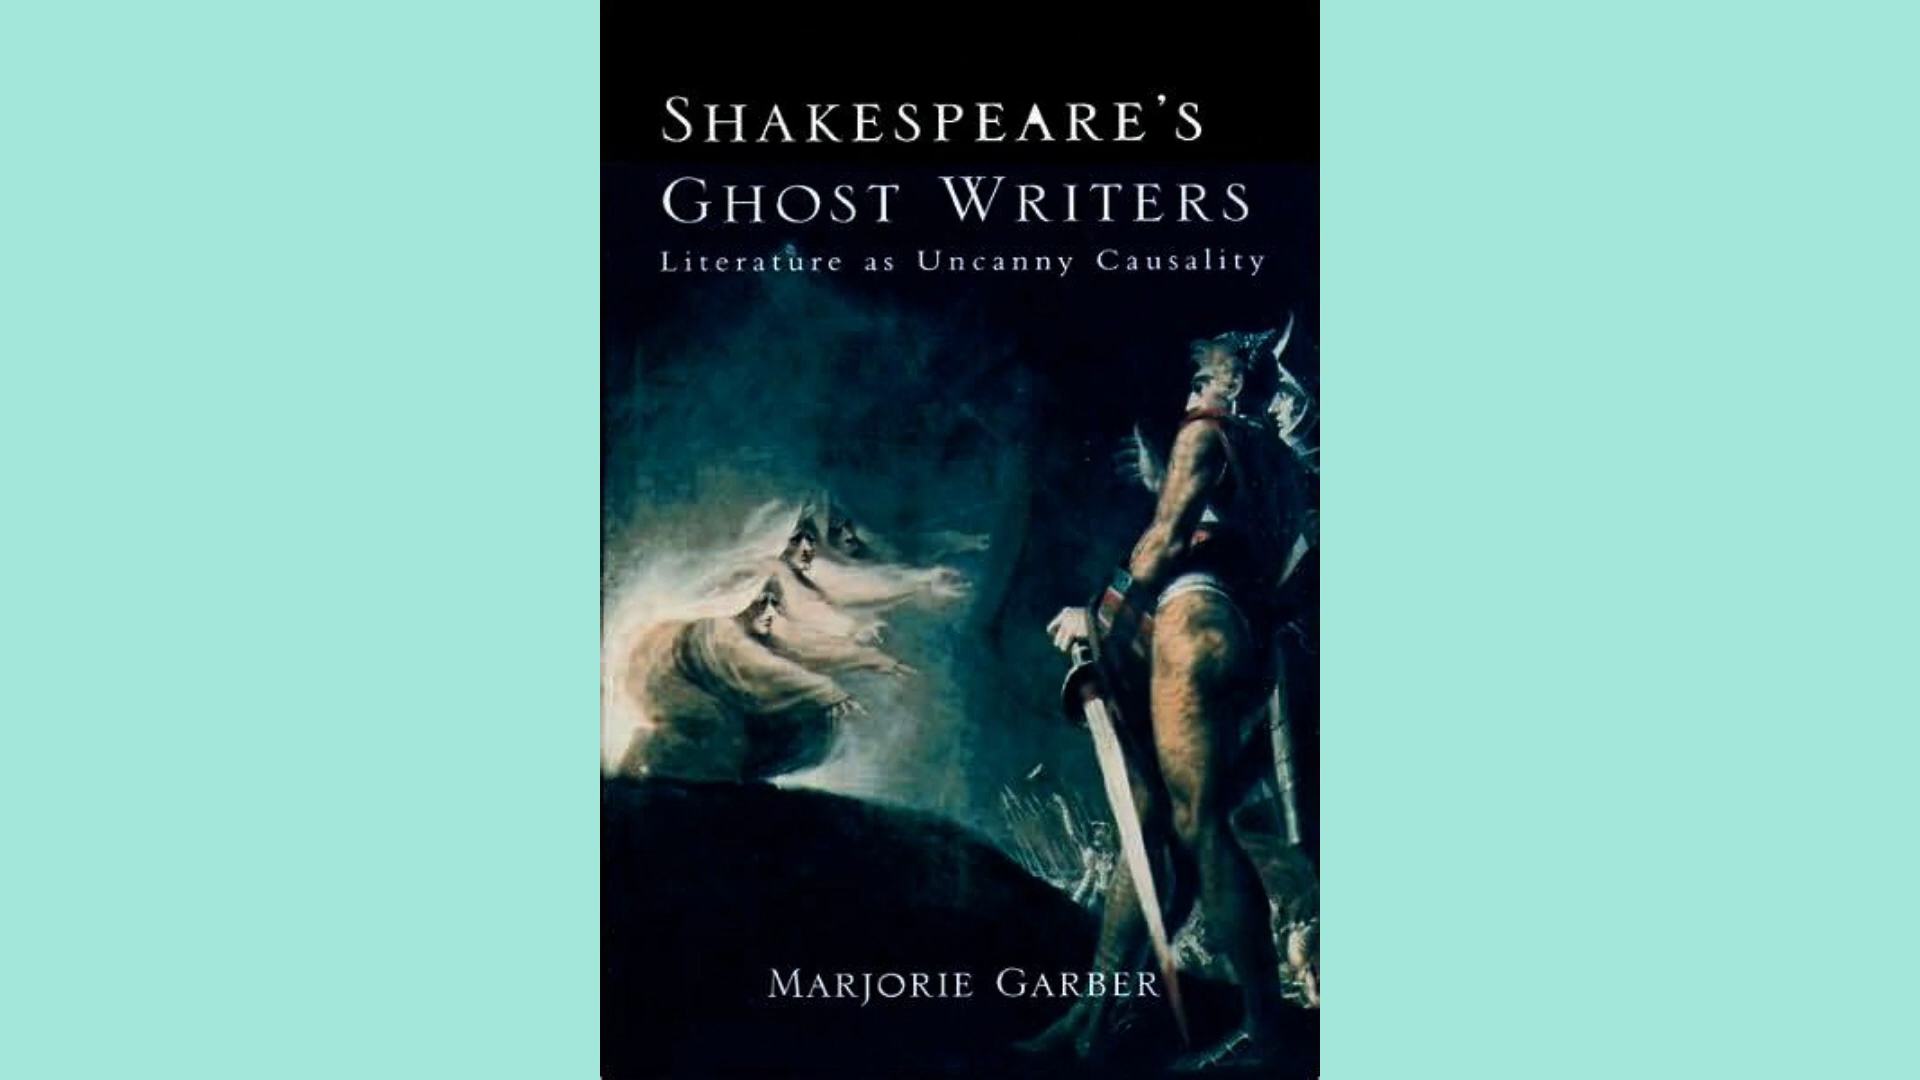 SHAKESPEARE'S
GHOST WRITERS
Literature as Uncanny Causality
MARJORIE GARBER